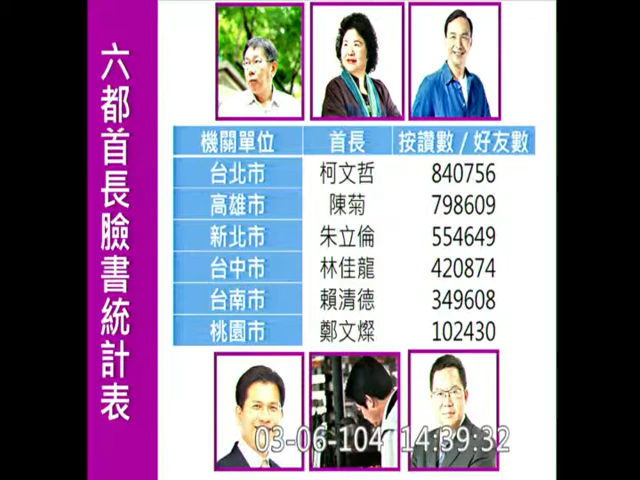 六都首長臉書統計表
機關單位 首長 按讚數 / 好友數
台北市 柯文哲 840756
高雄市 陳菊 798609
新北市 朱立倫 554649
台中市 林佳龍 420874
台南市 賴清德 349608
桃園市 鄭文燦 102430
03-06-104 14:39:32